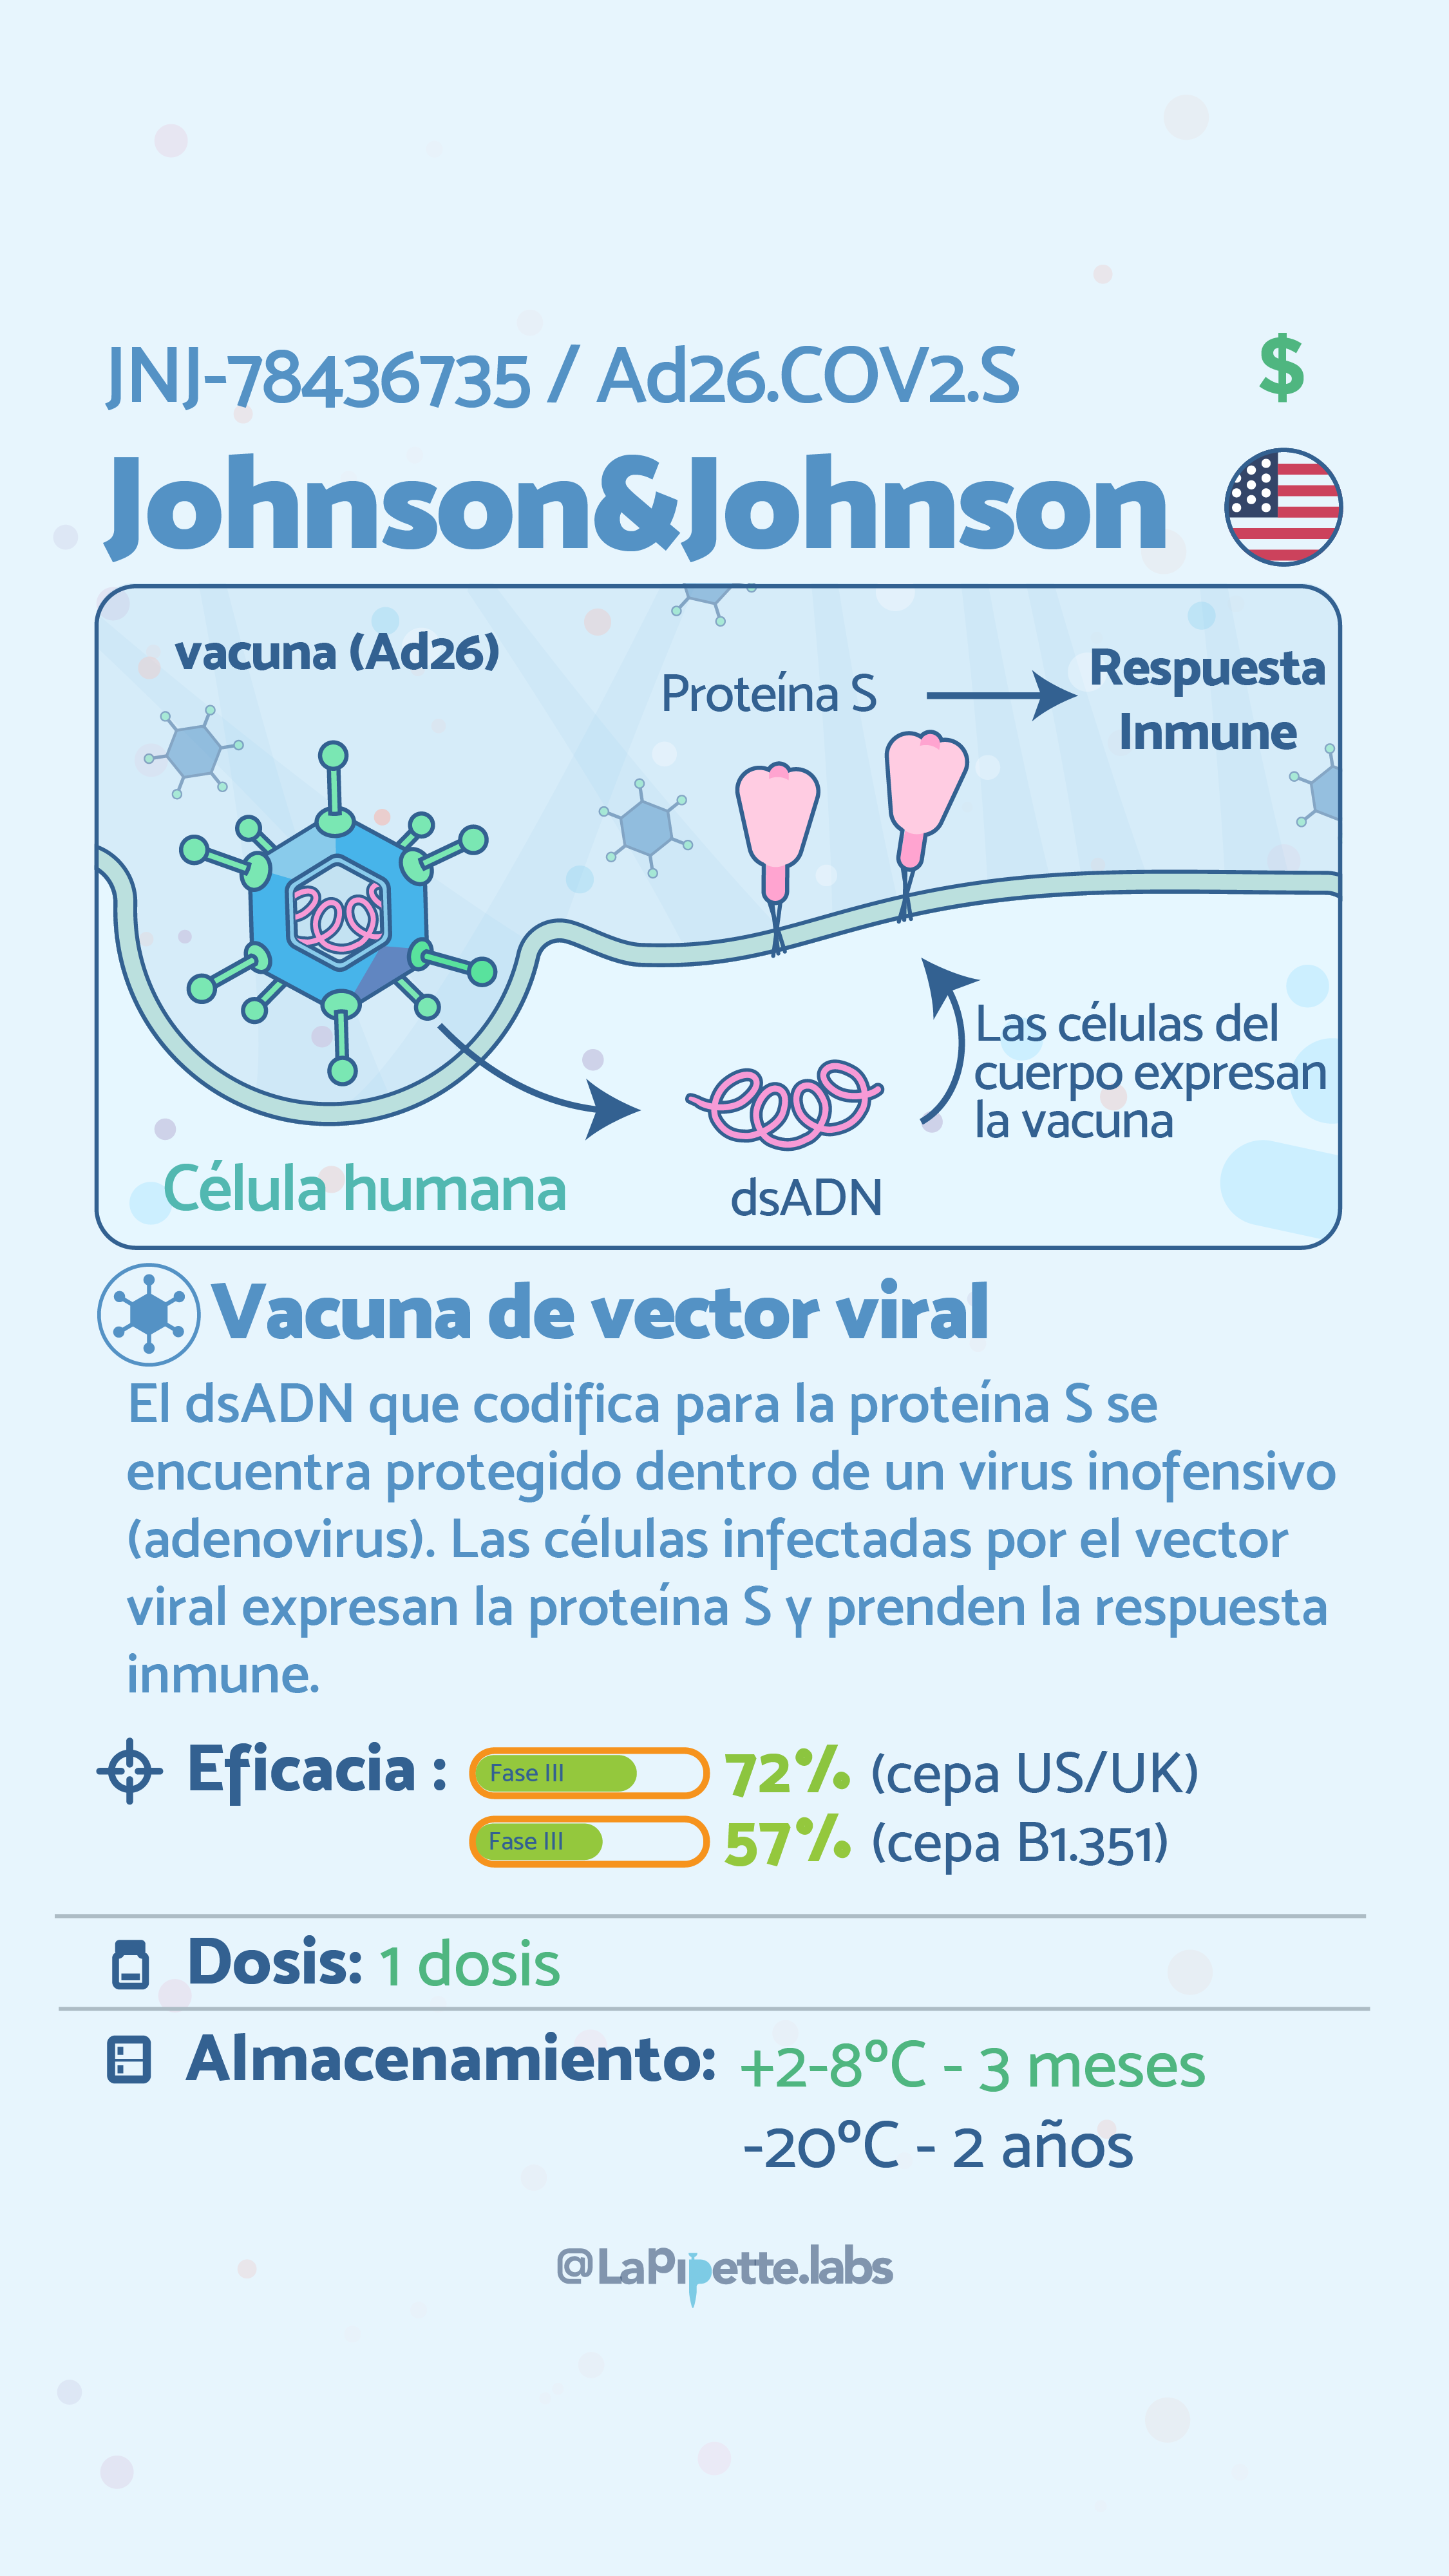 JNJ-78436735 / Ad26.COV2.S
$
Johnson&Johnson
vacuna (Ad26)
Proteína S
Respuesta
Inmune
Las células del
cuerpo expresan
la vacuna
Célula humana
dsADN
Vacuna de vector viral
El dsADN que codifica para la proteína S se
encuentra protegido dentro de un virus inofensivo
(adenovirus). Las células infectadas por el vector
viral expresan la proteína S y prenden la respuesta
inmune.
Eficacia : Fase III 72% (cepa US/UK)
Fase III 57% (cepa B1.351)
Dosis: 1 dosis
Almacenamiento: +2-8ºC - 3 meses
-20ºC - 2 años
@LaPipette.labs